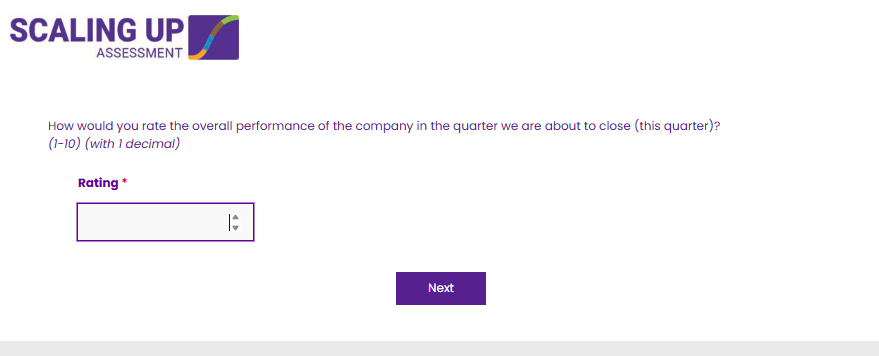 SCALING UP
ASSESSMENT
How would you rate the overall performance of the company in the quarter we are about to close (this quarter)?
(1-10) (with 1 decimal)
Rating *
Next